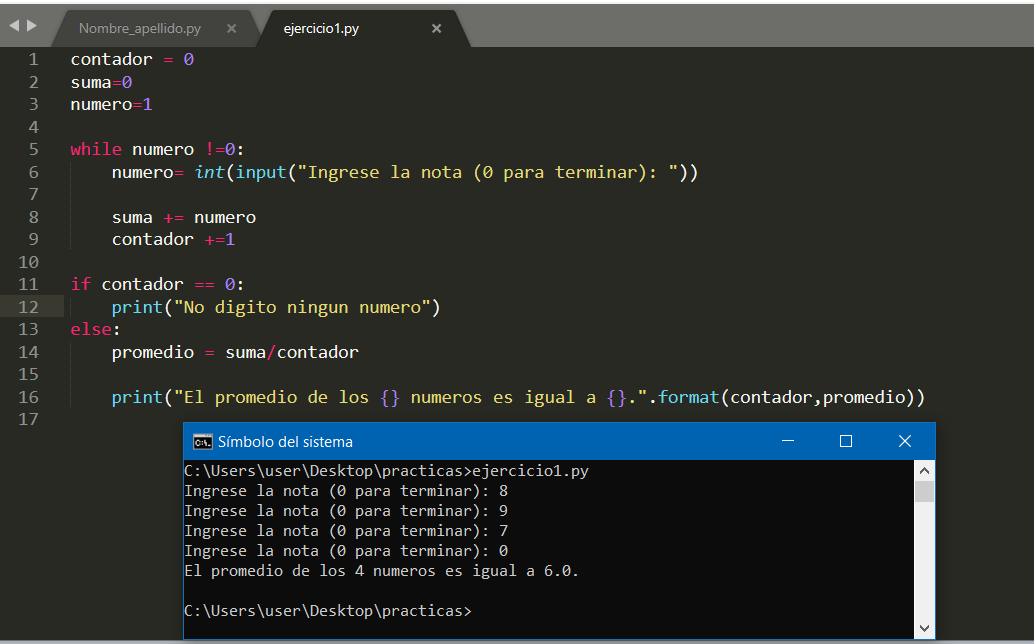 Nombre_apellido.py × ejercicio1.py ×
1 contador = 0
2 suma=0
3 numero=1
4
5 while numero !=0:
6     numero= int(input("Ingrese la nota (0 para terminar): "))
7
8     suma += numero
9     contador +=1
10
11 if contador == 0:
12     print("No digito ningun numero")
13 else:
14     promedio = suma/contador
15
16     print("El promedio de los {} numeros es igual a {}.".format(contador,promedio))
17
C:\. Símbolo del sistema
C:\Users\user\Desktop\practicas>ejercicio1.py
Ingrese la nota (0 para terminar): 8
Ingrese la nota (0 para terminar): 9
Ingrese la nota (0 para terminar): 7
Ingrese la nota (0 para terminar): 0
El promedio de los 4 numeros es igual a 6.0.
C:\Users\user\Desktop\practicas>